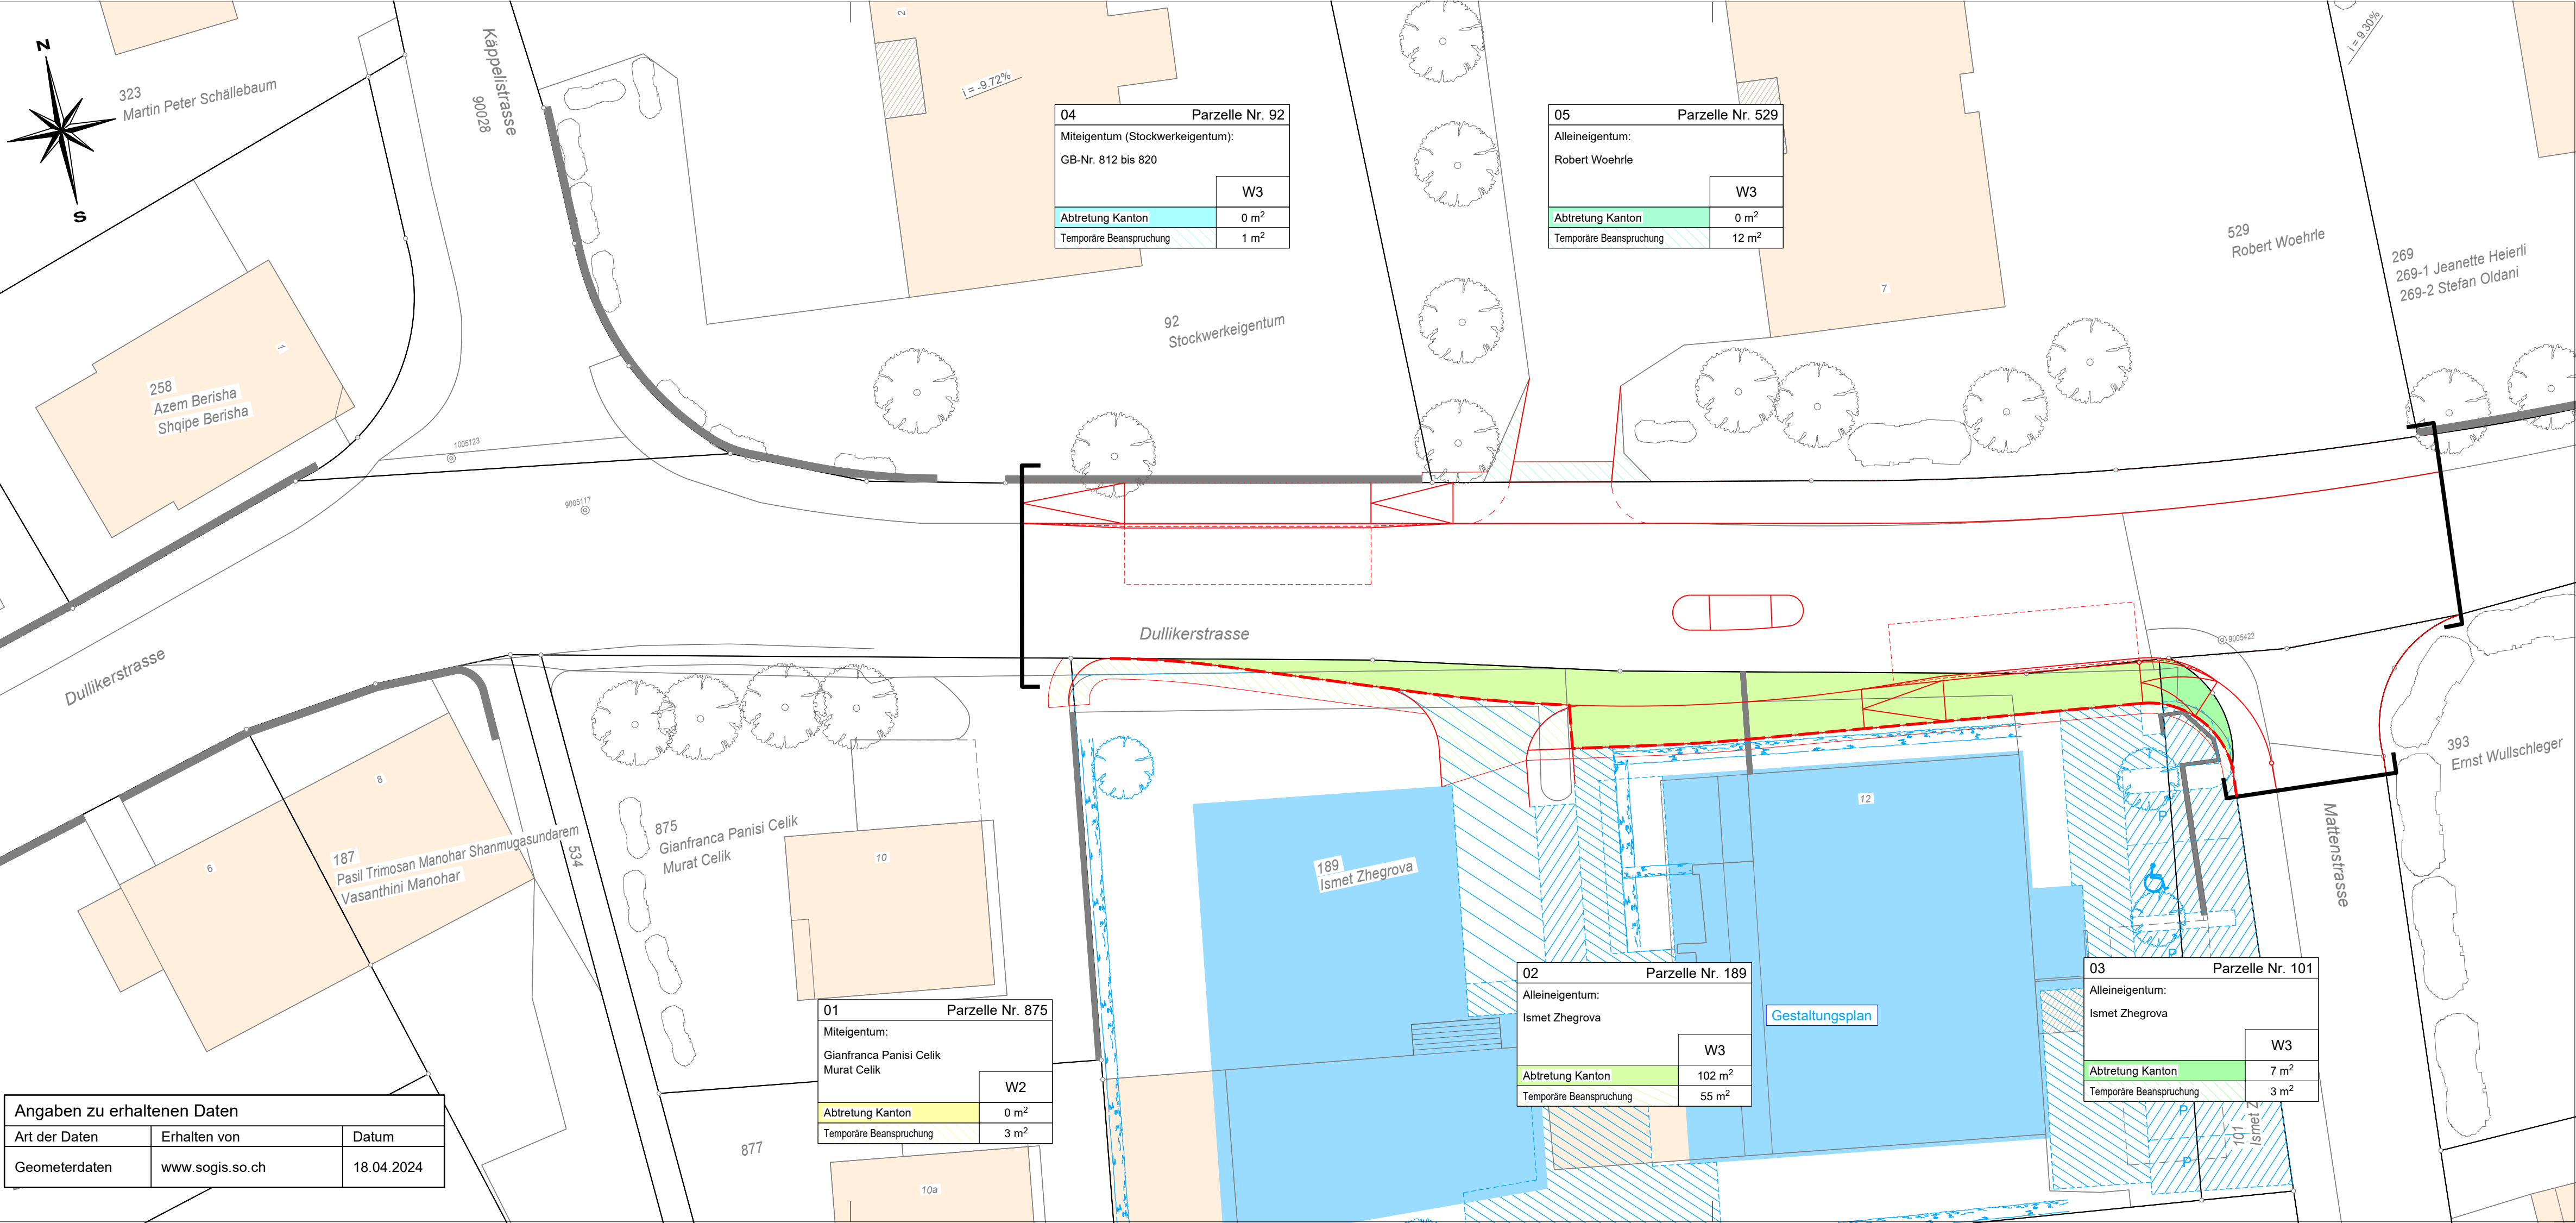 N
S
323
Martin Peter Schällebaum
Käppelistrasse
90028
2
i = -9.72%
i = 9.30%
04 Parzelle Nr. 92
Miteigentum (Stockwerkeigentum):
GB-Nr. 812 bis 820
W3
Abtretung Kanton 0 m²
Temporäre Beanspruchung 1 m²
05 Parzelle Nr. 529
Alleineigentum:
Robert Woehrle
W3
Abtretung Kanton 0 m²
Temporäre Beanspruchung 12 m²
529
Robert Woehrle
269
269-1 Jeanette Heierli
269-2 Stefan Oldani
7
92
Stockwerkeigentum
1
258
Azem Berisha
Shqipe Berisha
1005123
9005117
Dullikerstrasse
Dullikerstrasse
9005422
393
Ernst Wullschleger
Mattenstrasse
8
6
187
Pasil Trimosan Manohar Shanmugasundarem
Vasanthini Manohar
534
875
Gianfranca Panisi Celik
Murat Celik
10
189
Ismet Zhegrova
12
P
P
P
P
Gestaltungsplan
01 Parzelle Nr. 875
Miteigentum:
Gianfranca Panisi Celik
Murat Celik
W2
Abtretung Kanton 0 m²
Temporäre Beanspruchung 3 m²
02 Parzelle Nr. 189
Alleineigentum:
Ismet Zhegrova
W3
Abtretung Kanton 102 m²
Temporäre Beanspruchung 55 m²
03 Parzelle Nr. 101
Alleineigentum:
Ismet Zhegrova
W3
Abtretung Kanton 7 m²
Temporäre Beanspruchung 3 m²
101
Ismet Z
877
10a
Angaben zu erhaltenen Daten
Art der Daten Erhalten von Datum
Geometerdaten www.sogis.so.ch 18.04.2024